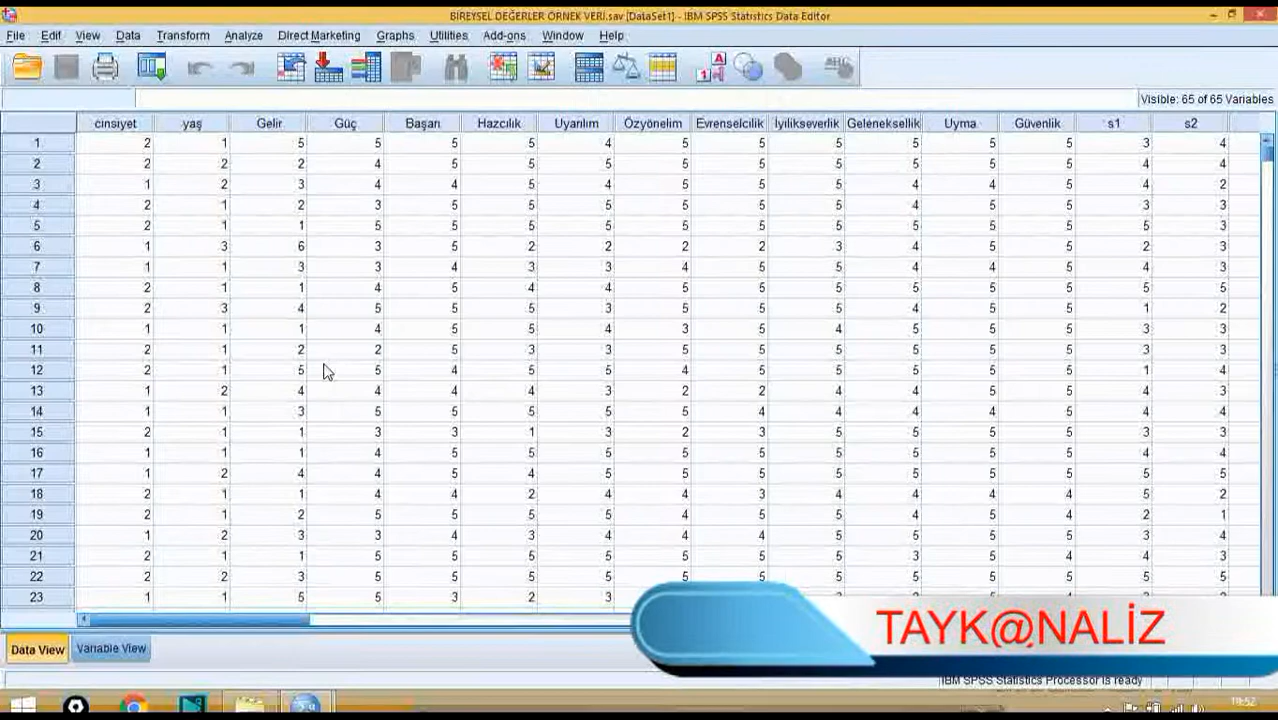 BİREYSEL DEĞERLER ÖRNEK VERİ.sav [DataSet1] - IBM SPSS Statistics Data Editor
File Edit View Data Transform Analyze Direct Marketing Graphs Utilities Add-ons Window Help
Visible: 65 of 65 Variables
cinsiyet yaş Gelir Güç Başarı Hazcılık Uyarılım Özyönelim Evrenselcilik İyilikseverlik Geleneksellik Uyma Güvenlik s1 s2
1 2 1 5 5 5 5 4 5 5 5 5 5 5 3 4
2 2 2 2 4 5 5 5 5 5 5 5 5 5 4 4
3 1 2 3 4 4 5 4 5 5 5 4 4 5 4 2
4 2 1 2 3 5 5 5 5 5 5 4 5 5 3 3
5 2 1 1 5 5 5 5 5 5 5 5 5 5 5 3
6 1 3 6 3 5 2 2 2 2 3 4 5 5 2 3
7 1 1 3 3 4 3 3 4 5 5 4 4 5 4 3
8 2 1 1 4 5 4 4 5 5 5 5 5 5 5 5
9 2 3 4 5 5 5 3 5 5 5 4 5 5 1 2
10 1 1 1 4 5 5 4 3 5 4 5 5 5 3 3
11 2 1 2 2 5 3 3 5 5 5 5 5 5 3 3
12 2 1 5 5 4 5 5 4 5 5 5 5 5 1 4
13 1 2 4 4 4 4 3 2 2 4 4 5 5 4 3
14 1 1 3 5 5 5 5 5 4 4 4 4 5 4 5
15 2 1 1 3 3 1 3 2 3 5 5 5 5 3 3
16 1 1 1 4 5 5 5 5 5 5 5 5 5 4 4
17 1 2 4 4 5 4 5 5 5 5 5 5 5 5 5
18 2 1 1 4 4 2 4 4 3 4 4 4 4 5 2
19 2 1 2 5 5 5 5 4 5 5 4 5 4 2 1
20 1 2 3 3 4 3 4 4 4 5 5 5 5 3 4
21 2 1 1 5 5 5 5 5 5 5 3 5 4 4 3
22 2 2 3 5 5 5 5 5 5 5 5 5 5 5 5
23 1 1 5 5 3 2 3
Data View Variable View
TAYK@NALİZ
IBM SPSS Statistics Processor is ready
19:52